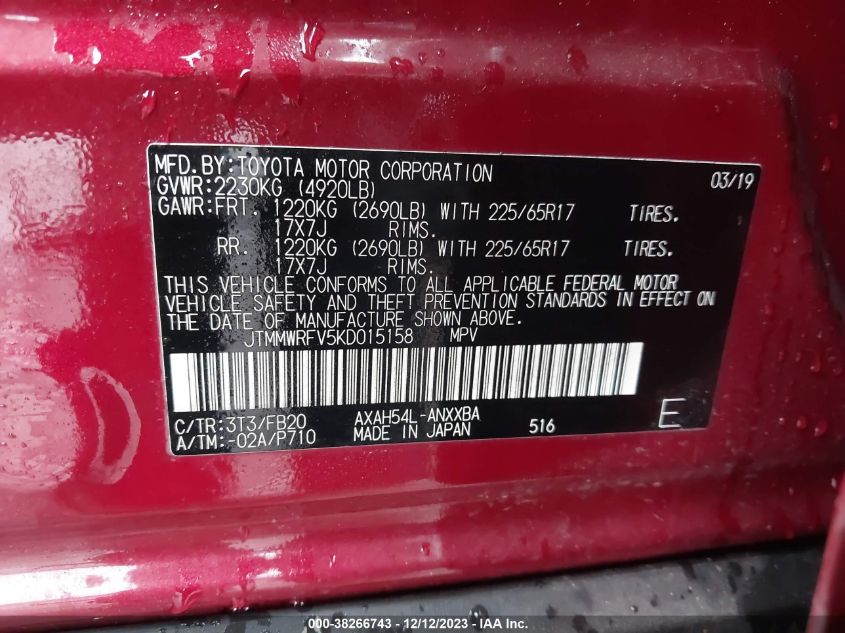 MFD.BY:TOYOTA MOTOR CORPORATION 03/19
GVWR:2230KG (4920LB)
GAWR:FRT. 1220KG (2690LB) WITH 225/65R17 TIRES.
17X7J RIMS.
RR. 1220KG (2690LB) WITH 225/65R17 TIRES.
17X7J RIMS.
THIS VEHICLE CONFORMS TO ALL APPLICABLE FEDERAL MOTOR
VEHICLE SAFETY AND THEFT PREVENTION STANDARDS IN EFFECT ON
THE DATE OF MANUFACTURE SHOWN ABOVE.
JTMMWRFV5KD015158 MPV
C/TR:3T3/FB20 AXAH54L-ANXXBA
A/TM:-02A/P710 MADE IN JAPAN 516 E
000-38266743 - 12/12/2023 - IAAI.com